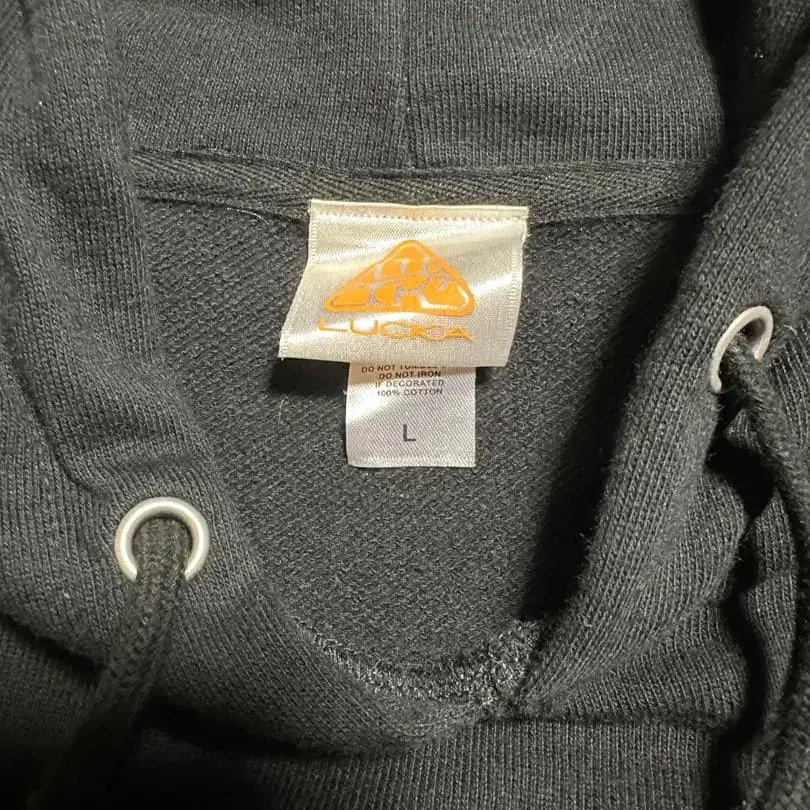 LUCKA
DO NOT TUMBLE
DO NOT IRON
IF DECORATED
100% COTTON
L